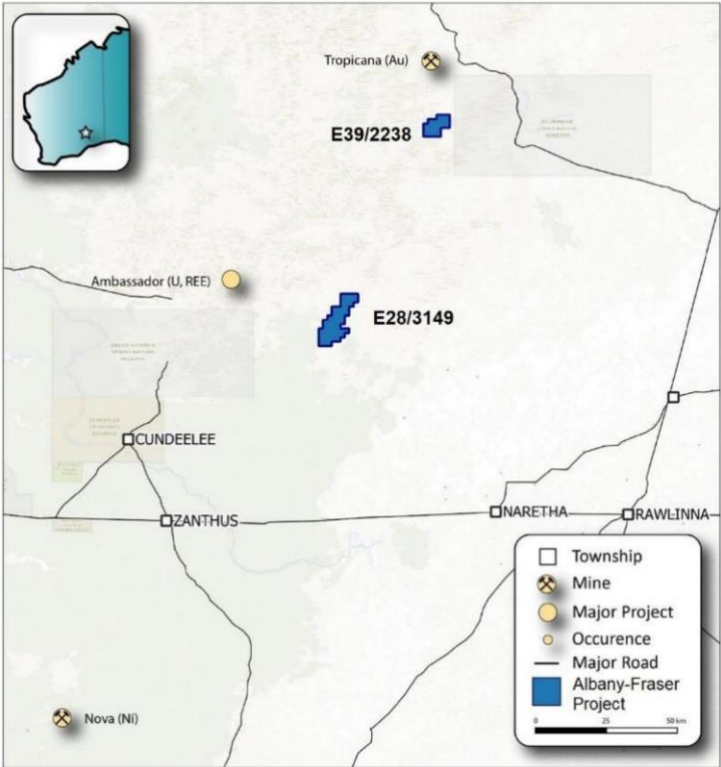 Tropicana (Au)
E39/2238
Ambassador (U, REE)
E28/3149
CUNDEELEE
ZANTHUS
NARETHA
RAWLINNA
Nova (Ni)
Township
Mine
Major Project
Occurence
Major Road
Albany-Fraser
Project
0 25 50 km